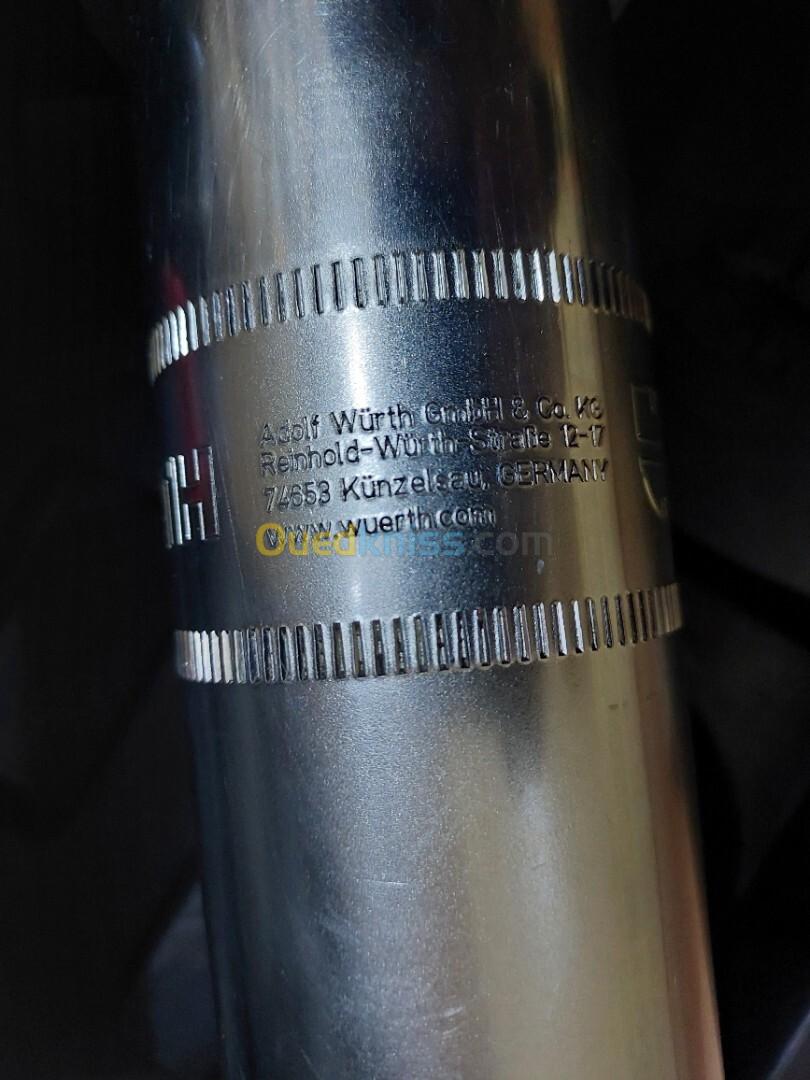 Adolf Würth GmbH & Co. KG
Reinhold-Würth-Straße 12-17
74653 Künzelsau, GERMANY
www.wuerth.com
Ouedkniss.com